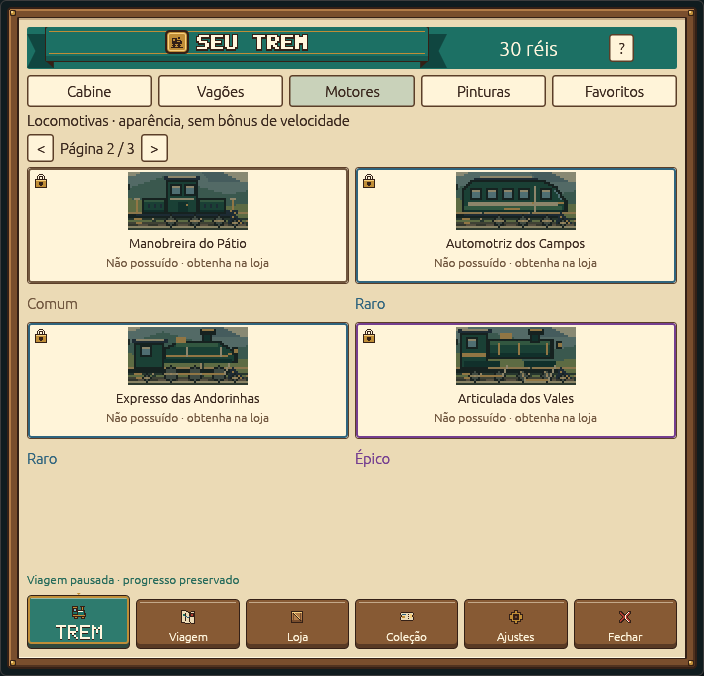 SEU TREM
30 réis
?
Cabine
Vagões
Motores
Pinturas
Favoritos
Locomotivas · aparência, sem bônus de velocidade
<
Página 2 / 3
>
Manobreira do Pátio
Não possuído · obtenha na loja
Automotriz dos Campos
Não possuído · obtenha na loja
Comum
Raro
Expresso das Andorinhas
Não possuído · obtenha na loja
Articulada dos Vales
Não possuído · obtenha na loja
Raro
Épico
Viagem pausada · progresso preservado
TREM
Viagem
Loja
Coleção
Ajustes
Fechar